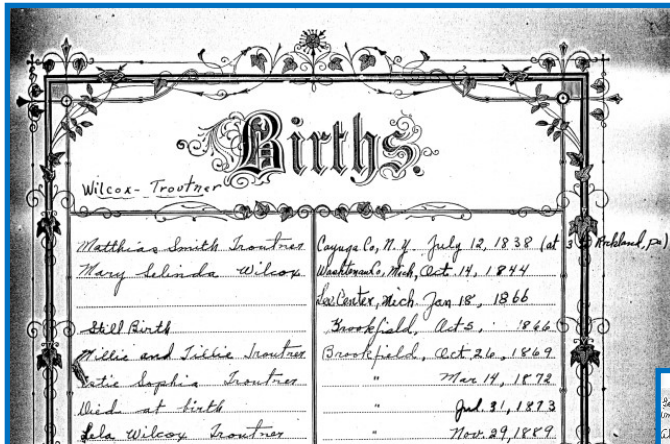 Births.
Wilcox - Troutner
Matthias Smith Troutner Cayuga Co, N. Y. July 12, 1838 (at Rockland, Pa)
Mary Selinda Wilcox Washtenaw Co, Mich, Oct. 14, 1844
Lee Center, Mich. Jan 18, 1866
Still Birth Brookfield, Oct 5, 1866
Millie and Tillie Troutner Brookfield, Oct 26, 1869
Sophia Troutner " Mar 14, 1872
Died at birth " Jul. 31, 1873
Lela Wilcox Troutner " Nov. 29, 1889